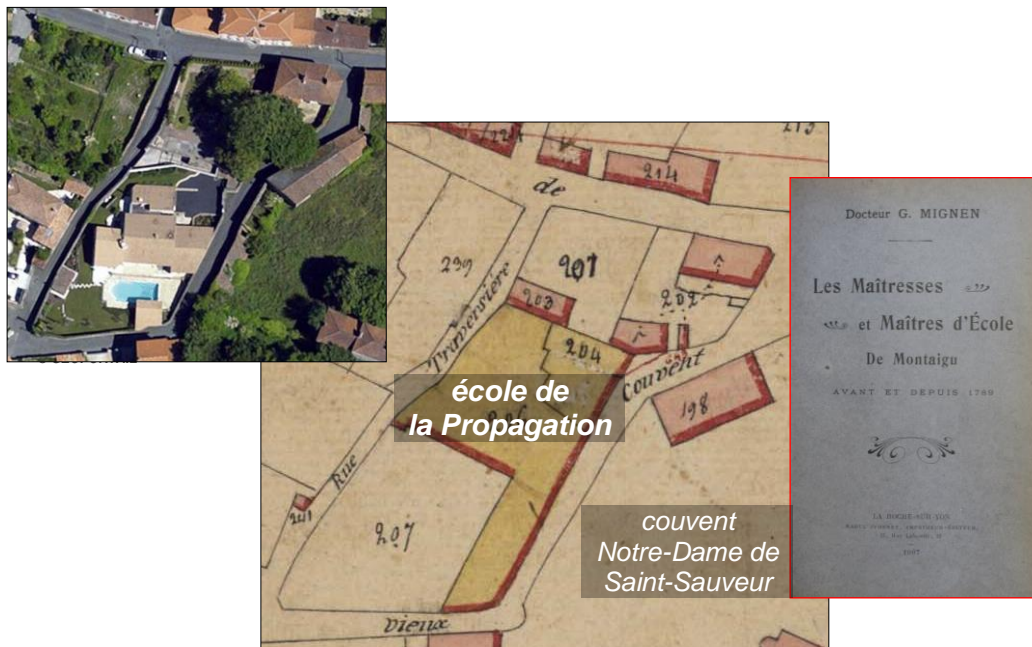 213
214
de
239
201
203
202
204
Traversière
Couvent
198
école de
la Propagation
Rue
241
207
couvent
Notre-Dame de
Saint-Sauveur
Vieux
Docteur G. MIGNEN
Les Maîtresses
et Maîtres d'École
De Montaigu
AVANT ET DEPUIS 1789
LA ROCHE-SUR-YON